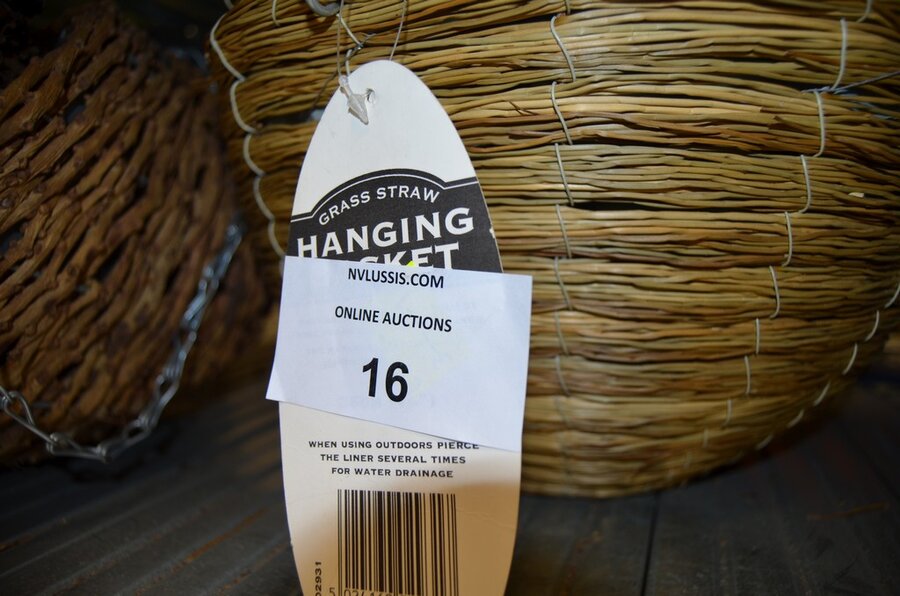 GRASS STRAW
HANGING
NVLUSSIS.COM
ONLINE AUCTIONS
16
WHEN USING OUTDOORS PIERCE
THE LINER SEVERAL TIMES
FOR WATER DRAINAGE
02931